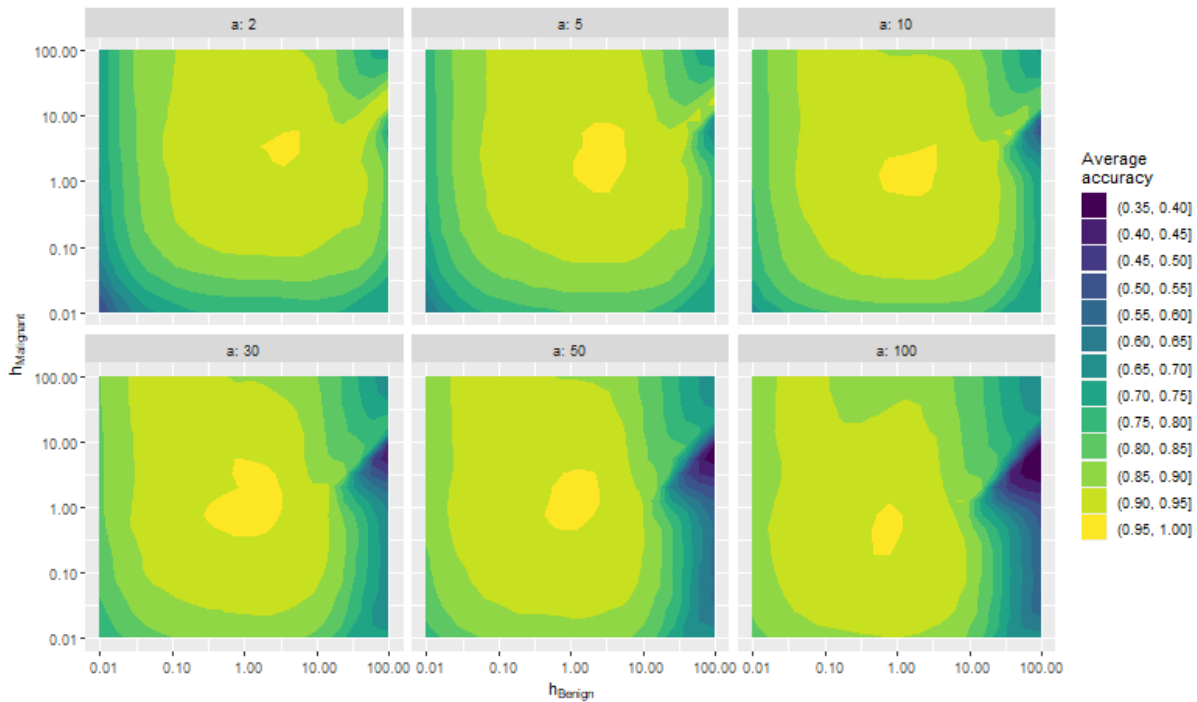 a: 2
a: 5
a: 10
100.00
10.00
1.00
0.10
0.01
a: 30
a: 50
a: 100
100.00
10.00
1.00
0.10
0.01
0.01 0.10 1.00 10.00 100.00
0.01 0.10 1.00 10.00 100.00
0.01 0.10 1.00 10.00 100.00
hBenign
hMalignant
Average
accuracy
(0.35, 0.40]
(0.40, 0.45]
(0.45, 0.50]
(0.50, 0.55]
(0.55, 0.60]
(0.60, 0.65]
(0.65, 0.70]
(0.70, 0.75]
(0.75, 0.80]
(0.80, 0.85]
(0.85, 0.90]
(0.90, 0.95]
(0.95, 1.00]